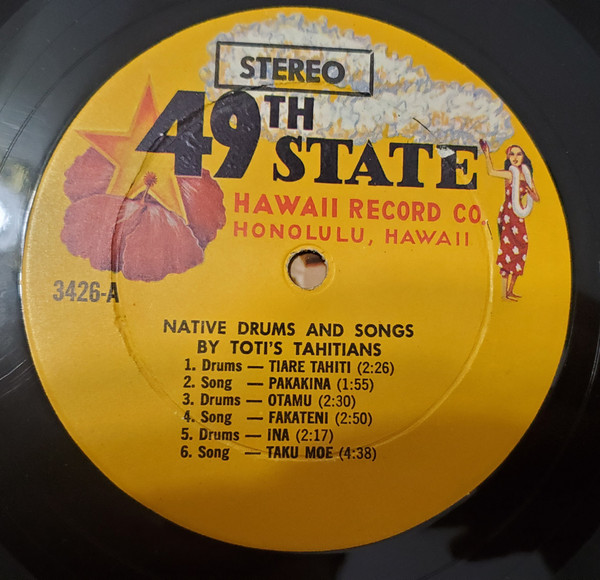 STEREO
49TH
STATE
HAWAII RECORD CO.
HONOLULU, HAWAII
3426-A
NATIVE DRUMS AND SONGS
BY TOTI'S TAHITIANS
1. Drums — TIARE TAHITI (2:26)
2. Song — PAKAKINA (1:55)
3. Drums — OTAMU (2:30)
4. Song — FAKATENI (2:50)
5. Drums — INA (2:17)
6. Song — TAKU MOE (4:38)